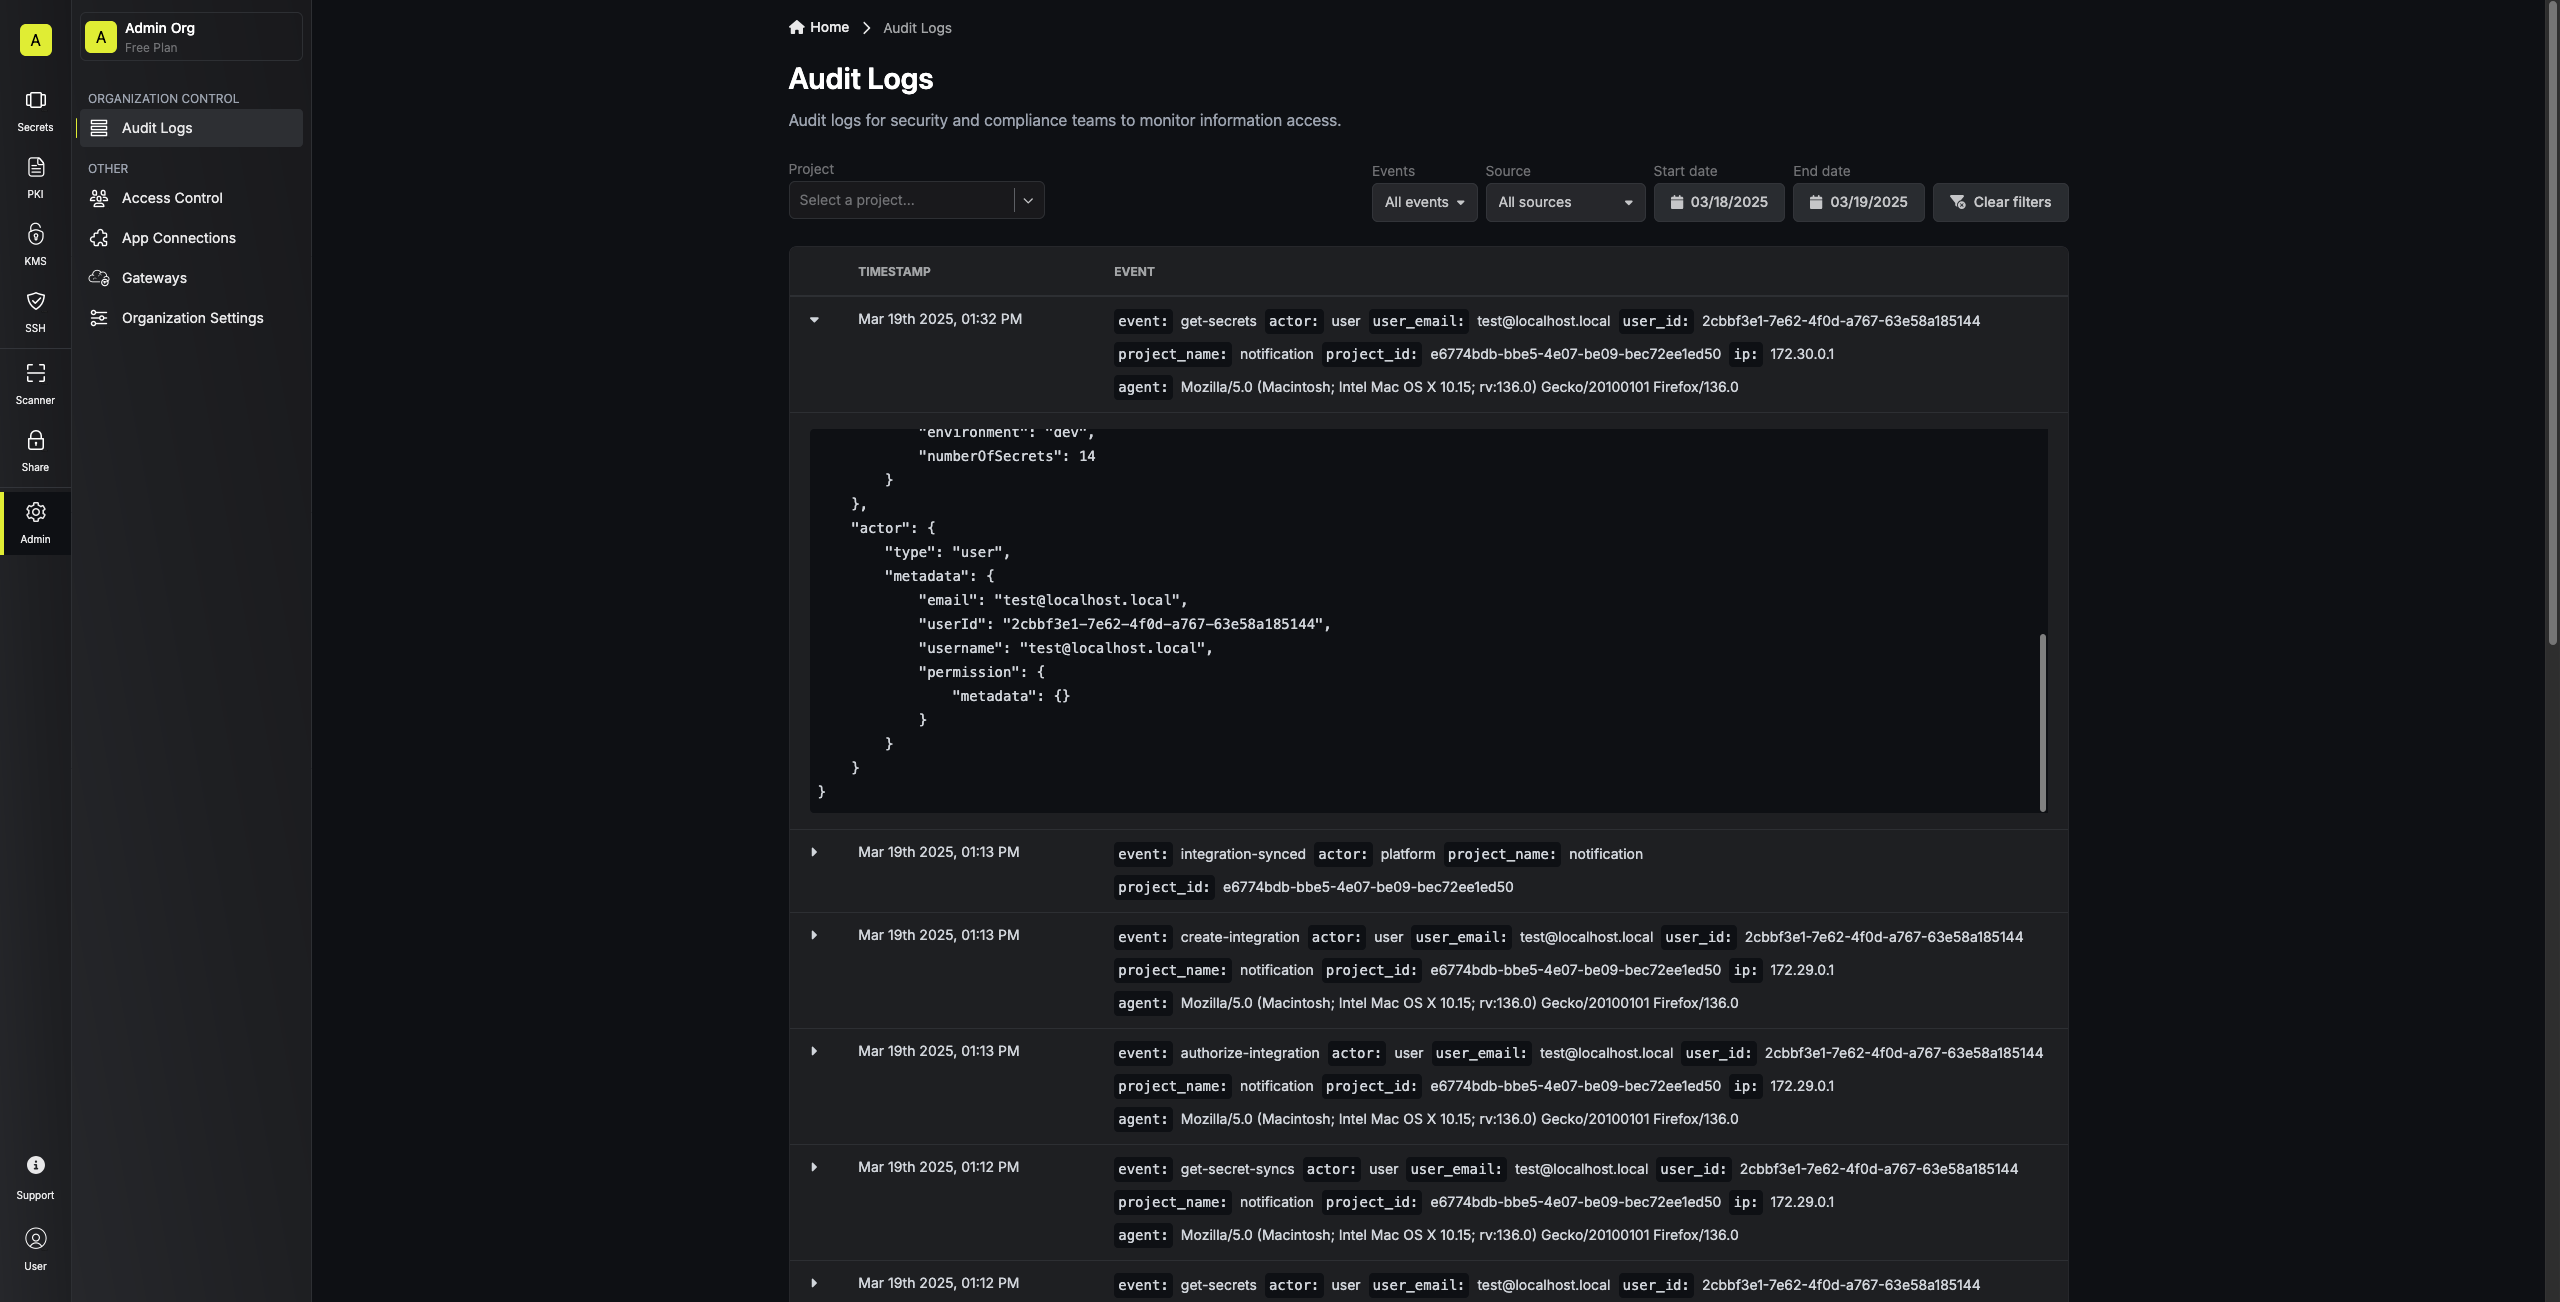 A
Secrets
PKI
KMS
SSH
Scanner
Share
Admin
Support
User
A
Admin Org
Free Plan
ORGANIZATION CONTROL
Audit Logs
OTHER
Access Control
App Connections
Gateways
Organization Settings
Home > Audit Logs
Audit Logs
Audit logs for security and compliance teams to monitor information access.
Project
Select a project...
Events Source Start date End date
All events All sources 03/18/2025 03/19/2025 Clear filters
TIMESTAMP EVENT
Mar 19th 2025, 01:32 PM event: get-secrets actor: user user_email: test@localhost.local user_id: 2cbbf3e1-7e62-4f0d-a767-63e58a185144
project_name: notification project_id: e6774bdb-bbe5-4e07-be09-bec72ee1ed50 ip: 172.30.0.1
agent: Mozilla/5.0 (Macintosh; Intel Mac OS X 10.15; rv:136.0) Gecko/20100101 Firefox/136.0
"environment": "dev",
"numberOfSecrets": 14
}
},
"actor": {
"type": "user",
"metadata": {
"email": "test@localhost.local",
"userId": "2cbbf3e1-7e62-4f0d-a767-63e58a185144",
"username": "test@localhost.local",
"permission": {
"metadata": {}
}
}
}
}
Mar 19th 2025, 01:13 PM event: integration-synced actor: platform project_name: notification
project_id: e6774bdb-bbe5-4e07-be09-bec72ee1ed50
Mar 19th 2025, 01:13 PM event: create-integration actor: user user_email: test@localhost.local user_id: 2cbbf3e1-7e62-4f0d-a767-63e58a185144
project_name: notification project_id: e6774bdb-bbe5-4e07-be09-bec72ee1ed50 ip: 172.29.0.1
agent: Mozilla/5.0 (Macintosh; Intel Mac OS X 10.15; rv:136.0) Gecko/20100101 Firefox/136.0
Mar 19th 2025, 01:13 PM event: authorize-integration actor: user user_email: test@localhost.local user_id: 2cbbf3e1-7e62-4f0d-a767-63e58a185144
project_name: notification project_id: e6774bdb-bbe5-4e07-be09-bec72ee1ed50 ip: 172.29.0.1
agent: Mozilla/5.0 (Macintosh; Intel Mac OS X 10.15; rv:136.0) Gecko/20100101 Firefox/136.0
Mar 19th 2025, 01:12 PM event: get-secret-syncs actor: user user_email: test@localhost.local user_id: 2cbbf3e1-7e62-4f0d-a767-63e58a185144
project_name: notification project_id: e6774bdb-bbe5-4e07-be09-bec72ee1ed50 ip: 172.29.0.1
agent: Mozilla/5.0 (Macintosh; Intel Mac OS X 10.15; rv:136.0) Gecko/20100101 Firefox/136.0
Mar 19th 2025, 01:12 PM event: get-secrets actor: user user_email: test@localhost.local user_id: 2cbbf3e1-7e62-4f0d-a767-63e58a185144